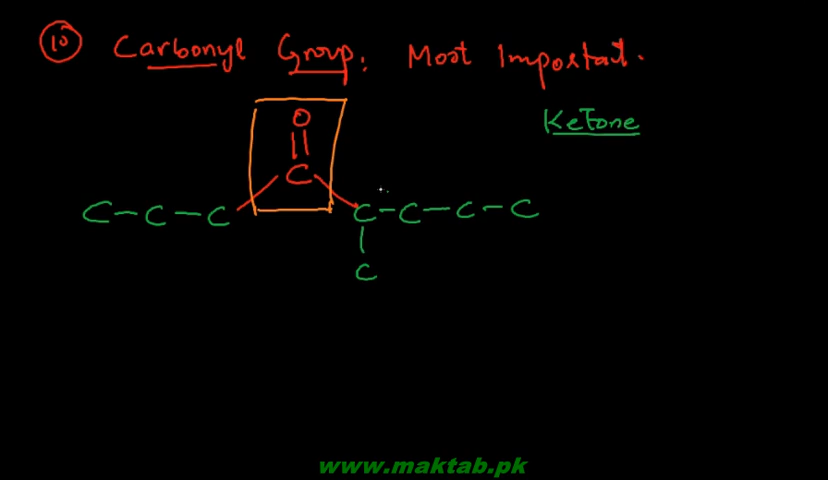 10 Carbonyl Group: Most Important.
Ketone
O
C
C-C-C C-C-C-C
C
www.maktab.pk